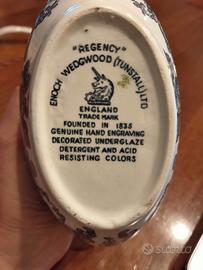 "REGENCY"
ENOCH WEDGWOOD (TUNSTALL) LTD
ENGLAND
TRADE MARK
FOUNDED IN 1835
GENUINE HAND ENGRAVING
DECORATED UNDERGLAZE
DETERGENT AND ACID
RESISTING COLORS
subito